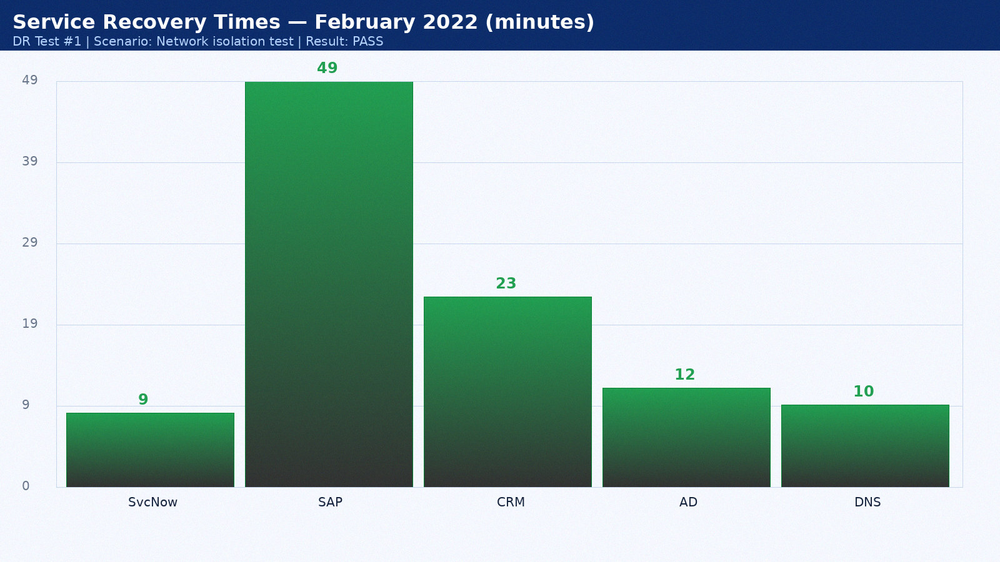 Service Recovery Times — February 2022 (minutes)
DR Test #1 | Scenario: Network isolation test | Result: PASS
49
39
29
19
9
0
9
49
23
12
10
SvcNow
SAP
CRM
AD
DNS